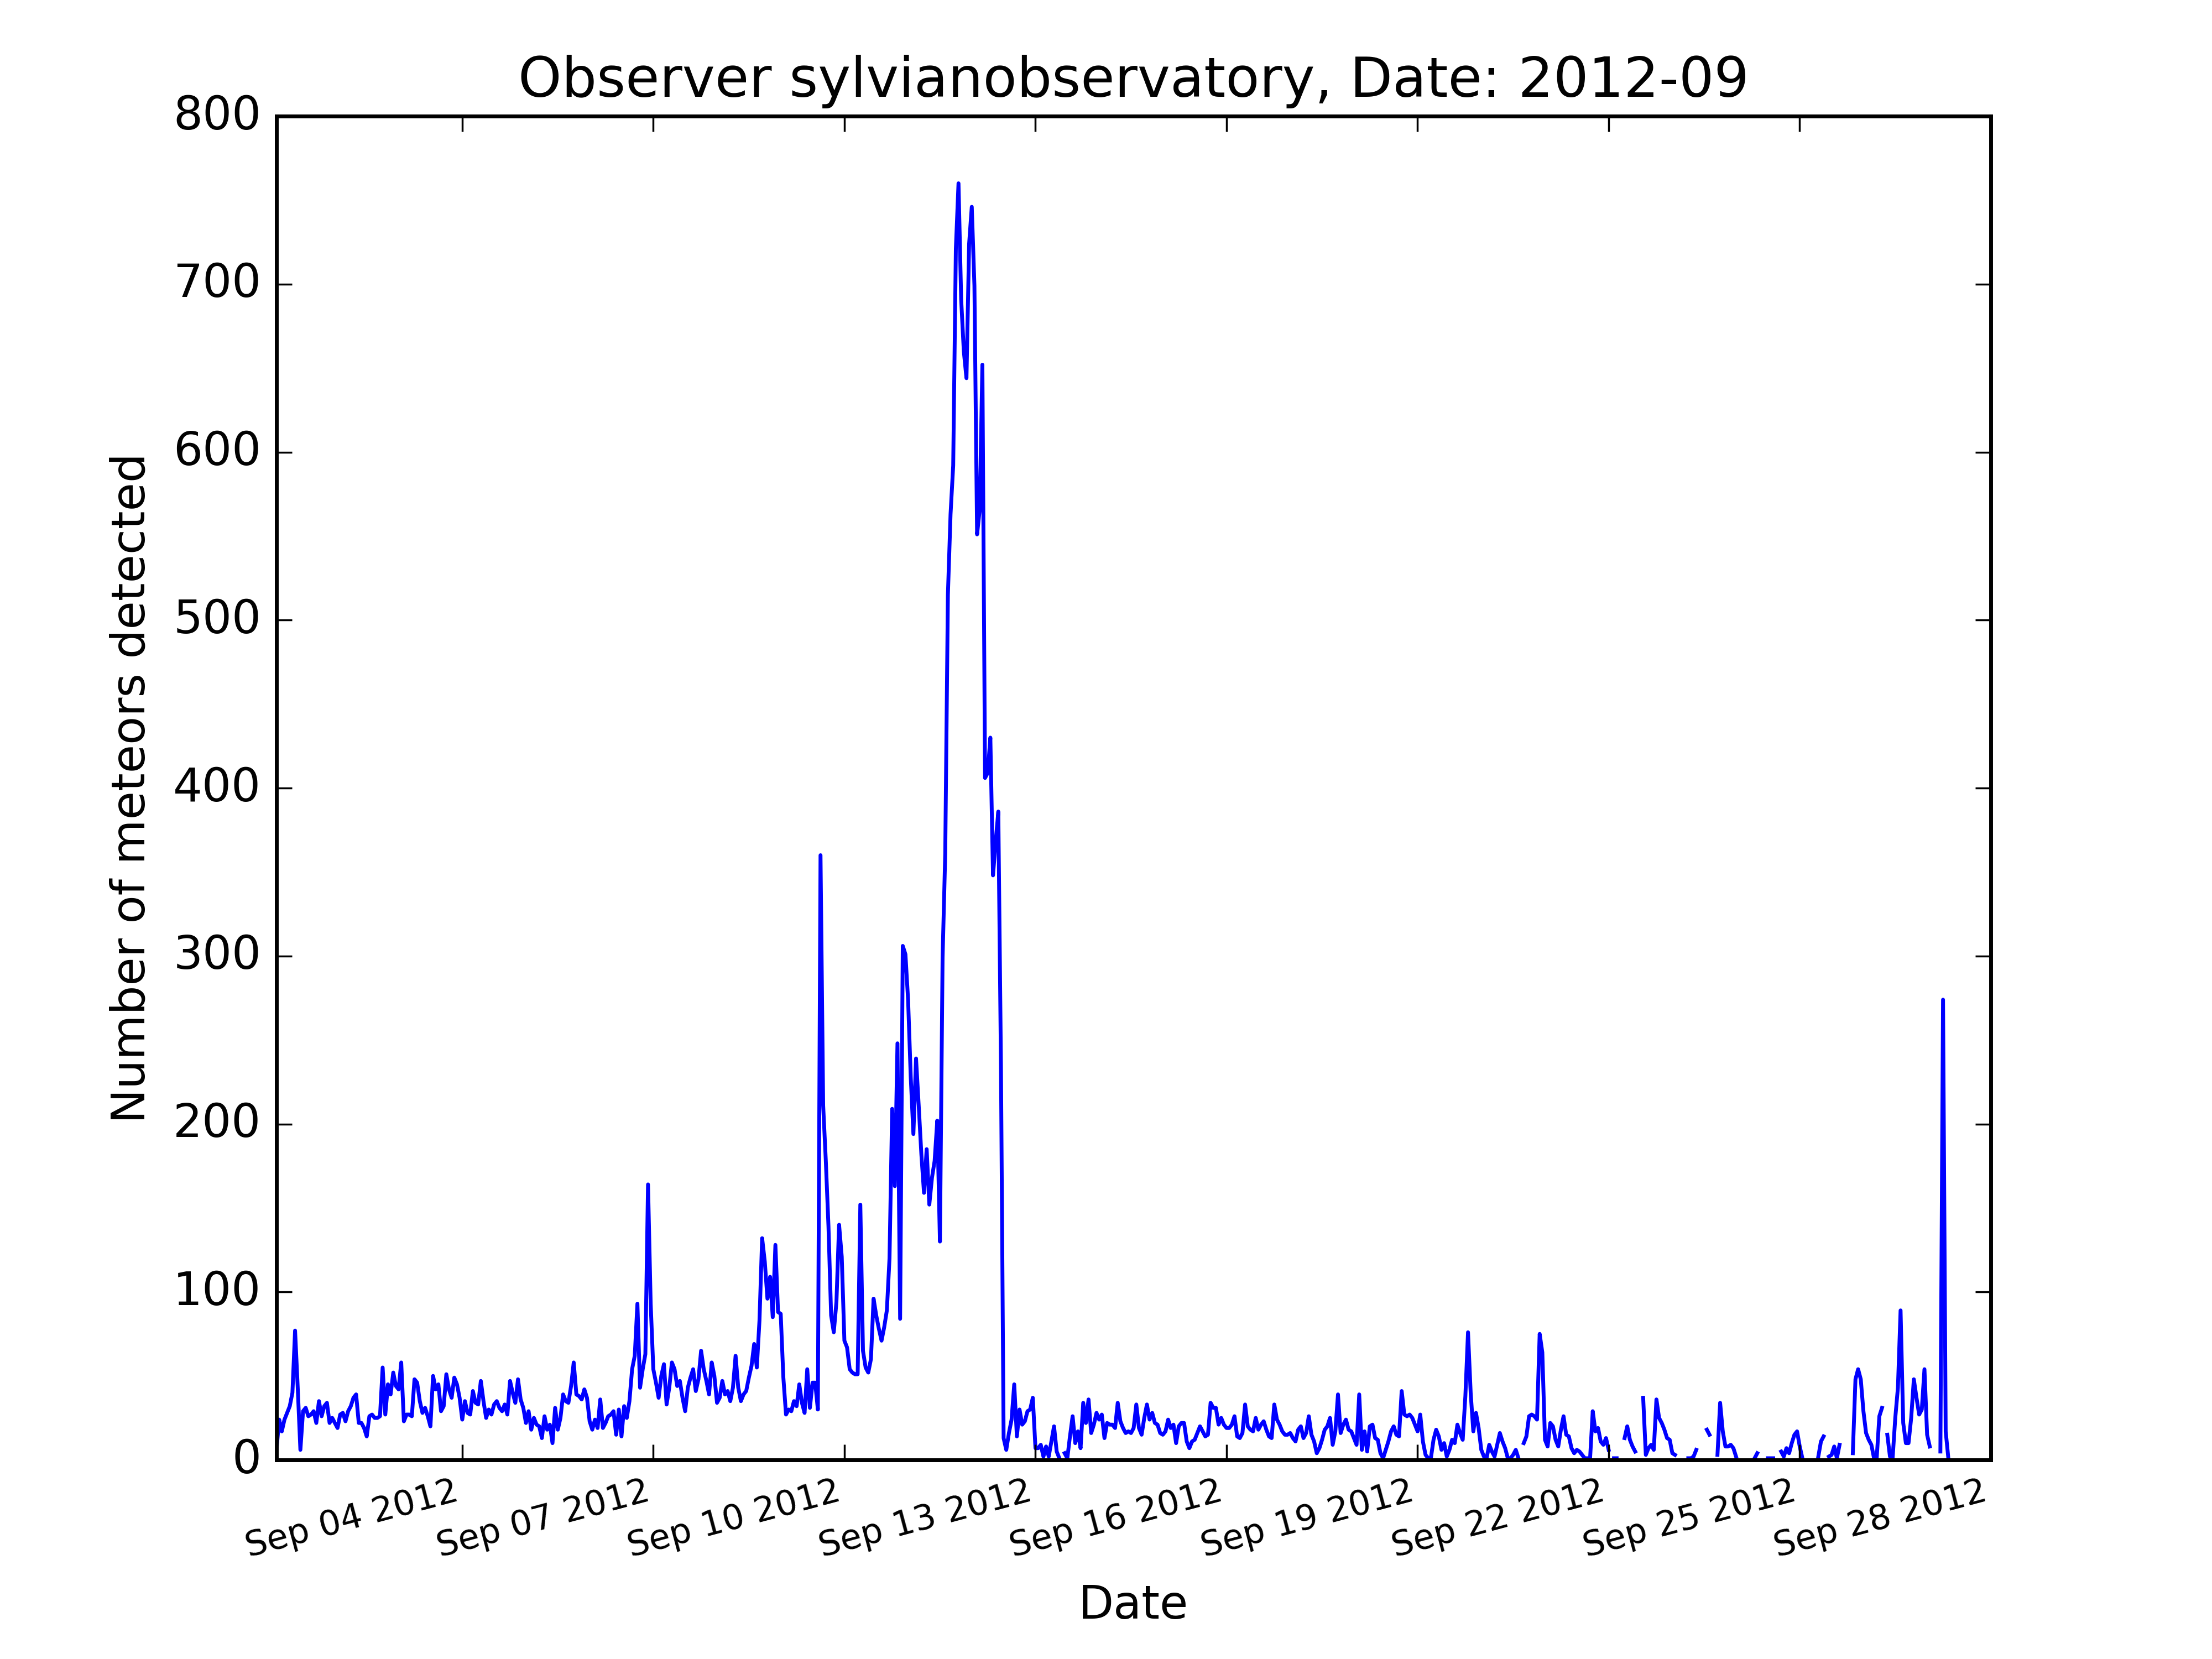 Observer sylvianobservatory, Date: 2012-09
Number of meteors detected
800
700
600
500
400
300
200
100
0
Sep 04 2012
Sep 07 2012
Sep 10 2012
Sep 13 2012
Sep 16 2012
Sep 19 2012
Sep 22 2012
Sep 25 2012
Sep 28 2012
Date